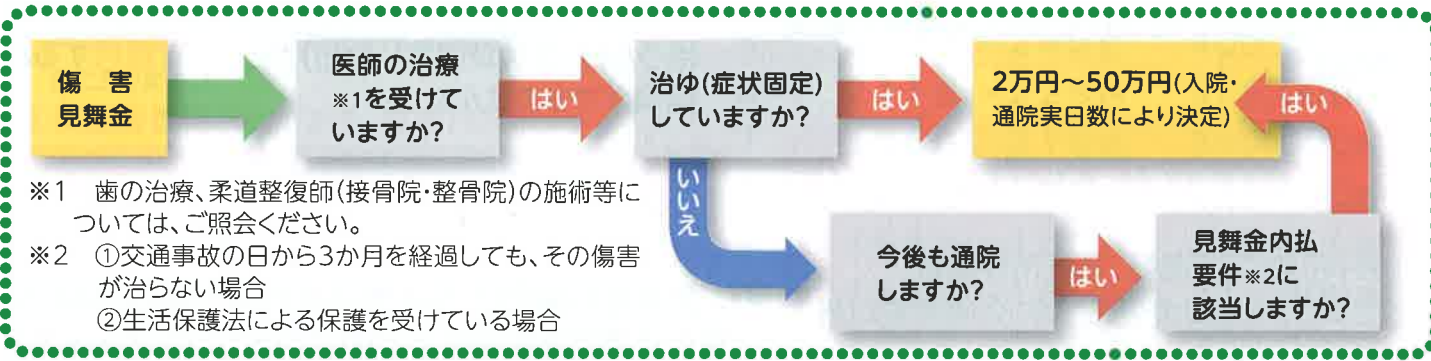 傷　害
見舞金
医師の治療
※1を受けて
いますか?
はい
治ゆ(症状固定)
していますか?
はい
2万円～50万円(入院・
通院実日数により決定)
はい
いいえ
今後も通院
しますか?
はい
見舞金内払
要件※2に
該当しますか?
※1　歯の治療、柔道整復師(接骨院・整骨院)の施術等に
ついては、ご照会ください。
※2　①交通事故の日から3か月を経過しても、その傷害
が治らない場合
②生活保護法による保護を受けている場合